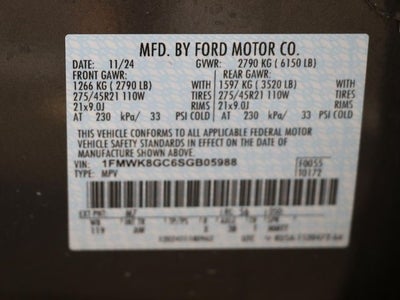 MFD. BY FORD MOTOR CO.
DATE: 11/24 GVWR: 2790 KG ( 6150 LB)
FRONT GAWR: REAR GAWR:
1266 KG ( 2790 LB) WITH 1597 KG ( 3520 LB) WITH
275/45R21 110W TIRES 275/45R21 110W TIRES
21x9.0J RIMS 21x9.0J RIMS
AT 230 kPa/ 33 PSI COLD AT 230 kPa/ 33 PSI COLD
THIS VEHICLE CONFORMS TO ALL APPLICABLE FEDERAL MOTOR
VEHICLE SAFETY STANDARDS IN EFFECT ON THE DATE OF
MANUFACTURE SHOWN ABOVE.
VIN: 1FMWK8GC6SGB05988 F0055
TYPE: MPV 10172